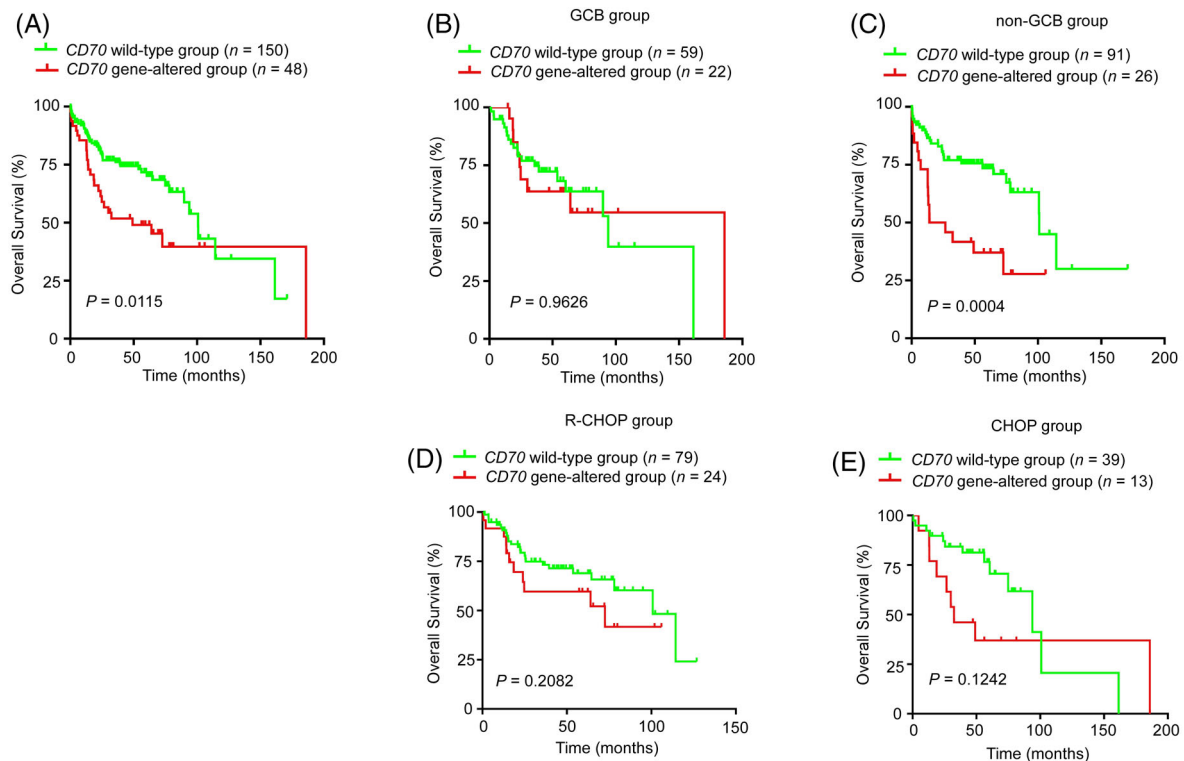 (A)
CD70 wild-type group (n = 150)
CD70 gene-altered group (n = 48)
100
75
50
25
0
Overall Survival (%)
P = 0.0115
0 50 100 150 200
Time (months)
(B)
GCB group
CD70 wild-type group (n = 59)
CD70 gene-altered group (n = 22)
100
75
50
25
0
Overall Survival (%)
P = 0.9626
0 50 100 150 200
Time (months)
(C)
non-GCB group
CD70 wild-type group (n = 91)
CD70 gene-altered group (n = 26)
100
75
50
25
0
Overall Survival (%)
P = 0.0004
0 50 100 150 200
Time (months)
(D)
R-CHOP group
CD70 wild-type group (n = 79)
CD70 gene-altered group (n = 24)
100
75
50
25
0
Overall Survival (%)
P = 0.2082
0 50 100 150
Time (months)
(E)
CHOP group
CD70 wild-type group (n = 39)
CD70 gene-altered group (n = 13)
100
75
50
25
0
Overall Survival (%)
P = 0.1242
0 50 100 150 200
Time (months)